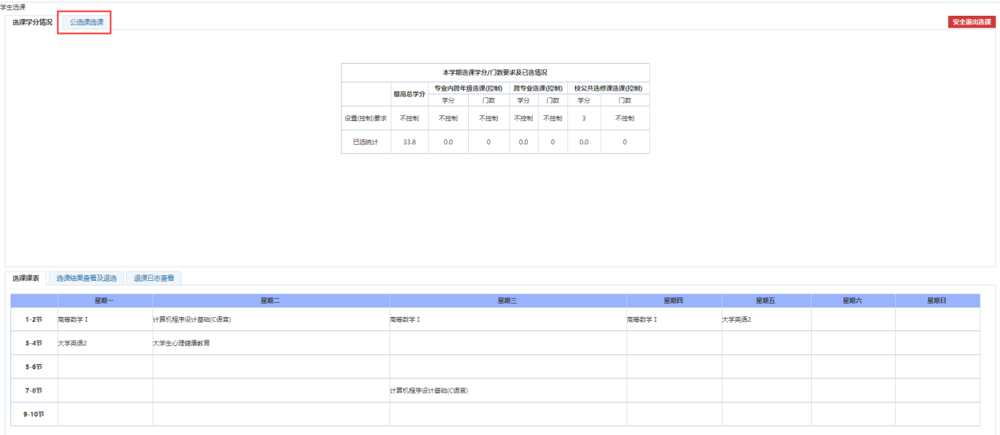 学生选课
选课学分情况 公选课选课 安全退出选课
本学期选课学分/门数要求及已选情况
最高总学分 专业内跨年级选课(控制) 跨专业选课(控制) 校公共选修课选课(控制)
学分 门数 学分 门数 学分 门数
设置(控制)要求 不控制 不控制 不控制 不控制 不控制 3 不控制
已选统计 33.8 0.0 0 0.0 0 0.0 0
选课课表 选课结果查看及退选 退课日志查看
星期一 星期二 星期三 星期四 星期五 星期六 星期日
1-2节 高等数学 I 计算机程序设计基础(C语言) 高等数学 I 高等数学 I 大学英语2
3-4节 大学英语2 大学生心理健康教育
5-6节
7-8节 计算机程序设计基础(C语言)
9-10节